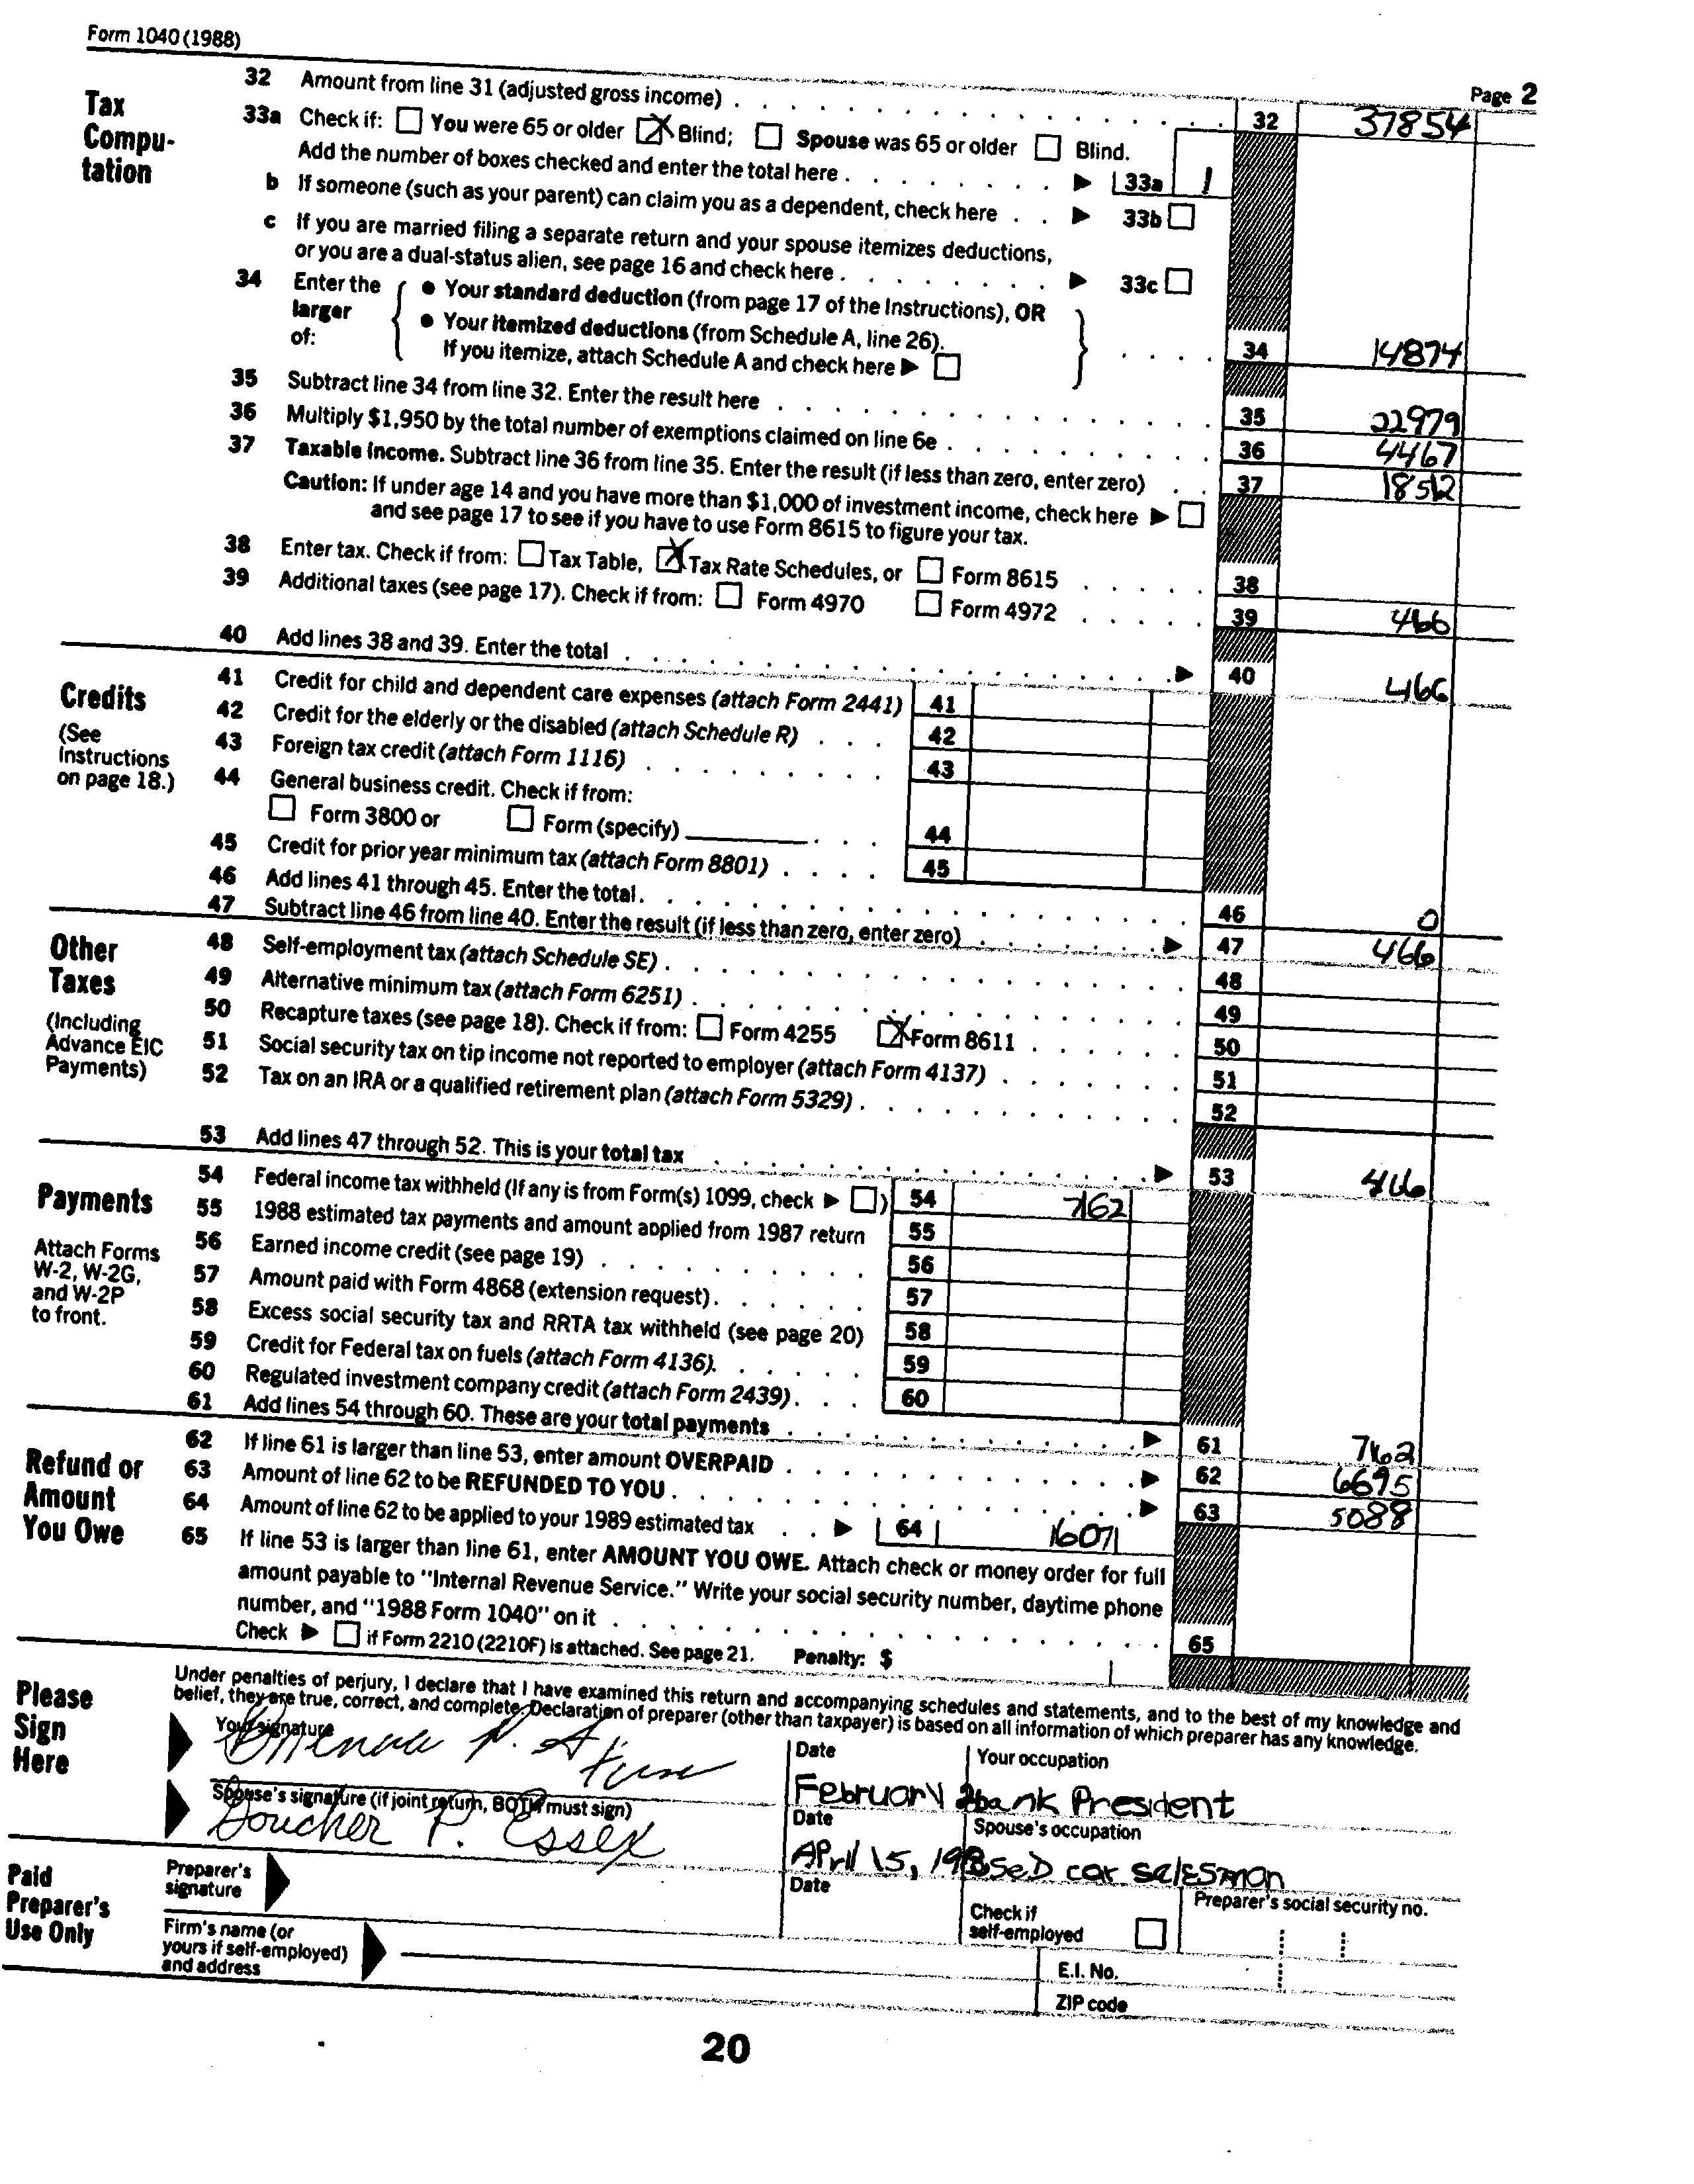 Form 1040 (1988)
Page 2
Tax Compu-tation
32 Amount from line 31 (adjusted gross income) 32 37854
33a Check if: You were 65 or older Blind; Spouse was 65 or older Blind.
Add the number of boxes checked and enter the total here 33a 1
b If someone (such as your parent) can claim you as a dependent, check here 33b
c If you are married filing a separate return and your spouse itemizes deductions,
or you are a dual-status alien, see page 16 and check here 33c
34 Enter the larger of:
● Your standard deduction (from page 17 of the Instructions), OR
● Your itemized deductions (from Schedule A, line 26).
If you itemize, attach Schedule A and check here 34 14874
35 Subtract line 34 from line 32. Enter the result here 35 22979
36 Multiply $1,950 by the total number of exemptions claimed on line 6e 36 4467
37 Taxable income. Subtract line 36 from line 35. Enter the result (if less than zero, enter zero) 37 18512
Caution: If under age 14 and you have more than $1,000 of investment income, check here
and see page 17 to see if you have to use Form 8615 to figure your tax.
38 Enter tax. Check if from: Tax Table, Tax Rate Schedules, or Form 8615 38
39 Additional taxes (see page 17). Check if from: Form 4970 Form 4972 39 466
40 Add lines 38 and 39. Enter the total 40 466
Credits
(See Instructions on page 18.)
41 Credit for child and dependent care expenses (attach Form 2441) 41
42 Credit for the elderly or the disabled (attach Schedule R) 42
43 Foreign tax credit (attach Form 1116) 43
44 General business credit. Check if from:
Form 3800 or Form (specify) 44
45 Credit for prior year minimum tax (attach Form 8801) 45
46 Add lines 41 through 45. Enter the total 46 0
47 Subtract line 46 from line 40. Enter the result (if less than zero, enter zero) 47 466
Other Taxes
(Including Advance EIC Payments)
48 Self-employment tax (attach Schedule SE) 48
49 Alternative minimum tax (attach Form 6251) 49
50 Recapture taxes (see page 18). Check if from: Form 4255 Form 8611 50
51 Social security tax on tip income not reported to employer (attach Form 4137) 51
52 Tax on an IRA or a qualified retirement plan (attach Form 5329) 52
53 Add lines 47 through 52. This is your total tax 53 466
Payments
Attach Forms W-2, W-2G, and W-2P to front.
54 Federal income tax withheld (If any is from Form(s) 1099, check ) 54 7162
55 1988 estimated tax payments and amount applied from 1987 return 55
56 Earned income credit (see page 19) 56
57 Amount paid with Form 4868 (extension request) 57
58 Excess social security tax and RRTA tax withheld (see page 20) 58
59 Credit for Federal tax on fuels (attach Form 4136) 59
60 Regulated investment company credit (attach Form 2439) 60
61 Add lines 54 through 60. These are your total payments 61 7162
Refund or Amount You Owe
62 If line 61 is larger than line 53, enter amount OVERPAID 62 6695
63 Amount of line 62 to be REFUNDED TO YOU 63 5088
64 Amount of line 62 to be applied to your 1989 estimated tax 64 1607
65 If line 53 is larger than line 61, enter AMOUNT YOU OWE. Attach check or money order for full
amount payable to "Internal Revenue Service." Write your social security number, daytime phone
number, and "1988 Form 1040" on it 65
Check if Form 2210 (2210F) is attached. See page 21. Penalty: $
Please Sign Here
Under penalties of perjury, I declare that I have examined this return and accompanying schedules and statements, and to the best of my knowledge and
belief, they are true, correct, and complete. Declaration of preparer (other than taxpayer) is based on all information of which preparer has any knowledge.
Your signature Date Your occupation
February bank President
Spouse's signature (if joint return, BOTH must sign) Date Spouse's occupation
Boucher P. Essex April 15, used car salesman
Paid Preparer's Use Only
Preparer's signature Date Check if self-employed Preparer's social security no.
Firm's name (or yours if self-employed) and address
E.I. No.
ZIP code
20